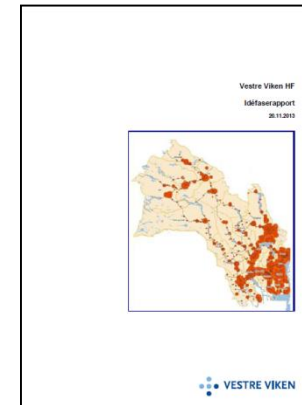 Vestre Viken HF
Idéfaserapport
20.11.2013
VESTRE VIKEN